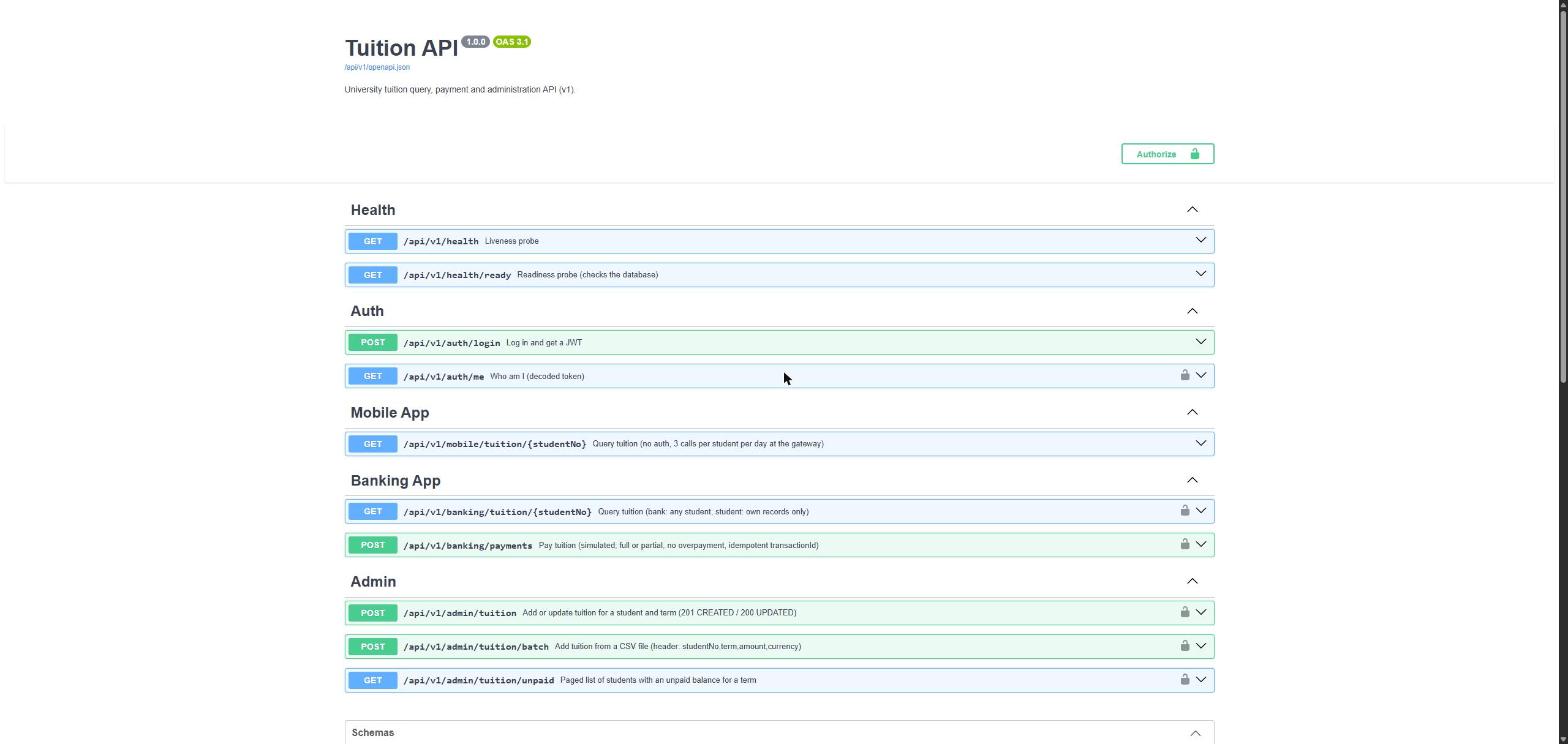 Tuition API 1.0.0 OAS 3.1
/api/v1/openapi.json
University tuition query, payment and administration API (v1).
Authorize
Health
GET /api/v1/health Liveness probe
GET /api/v1/health/ready Readiness probe (checks the database)
Auth
POST /api/v1/auth/login Log in and get a JWT
GET /api/v1/auth/me Who am I (decoded token)
Mobile App
GET /api/v1/mobile/tuition/{studentNo} Query tuition (no auth, 3 calls per student per day at the gateway)
Banking App
GET /api/v1/banking/tuition/{studentNo} Query tuition (bank: any student; student: own records only)
POST /api/v1/banking/payments Pay tuition (simulated; full or partial, no overpayment, idempotent transactionId)
Admin
POST /api/v1/admin/tuition Add or update tuition for a student and term (201 CREATED / 200 UPDATED)
POST /api/v1/admin/tuition/batch Add tuition from a CSV file (header: studentNo,term,amount,currency)
GET /api/v1/admin/tuition/unpaid Paged list of students with an unpaid balance for a term
Schemas